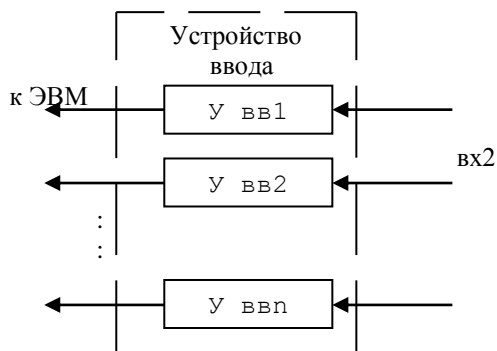 Устройство
ввода
к ЭВМ
У вв1
У вв2
вх2
:
:
У ввn